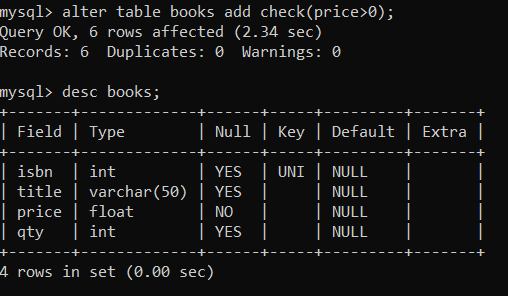 mysql> alter table books add check(price>0);
Query OK, 6 rows affected (2.34 sec)
Records: 6  Duplicates: 0  Warnings: 0

mysql> desc books;
+-------+-------------+------+-----+---------+-------+
| Field | Type        | Null | Key | Default | Extra |
+-------+-------------+------+-----+---------+-------+
| isbn  | int         | YES  | UNI | NULL    |       |
| title | varchar(50) | YES  |     | NULL    |       |
| price | float       | NO   |     | NULL    |       |
| qty   | int         | YES  |     | NULL    |       |
+-------+-------------+------+-----+---------+-------+
4 rows in set (0.00 sec)